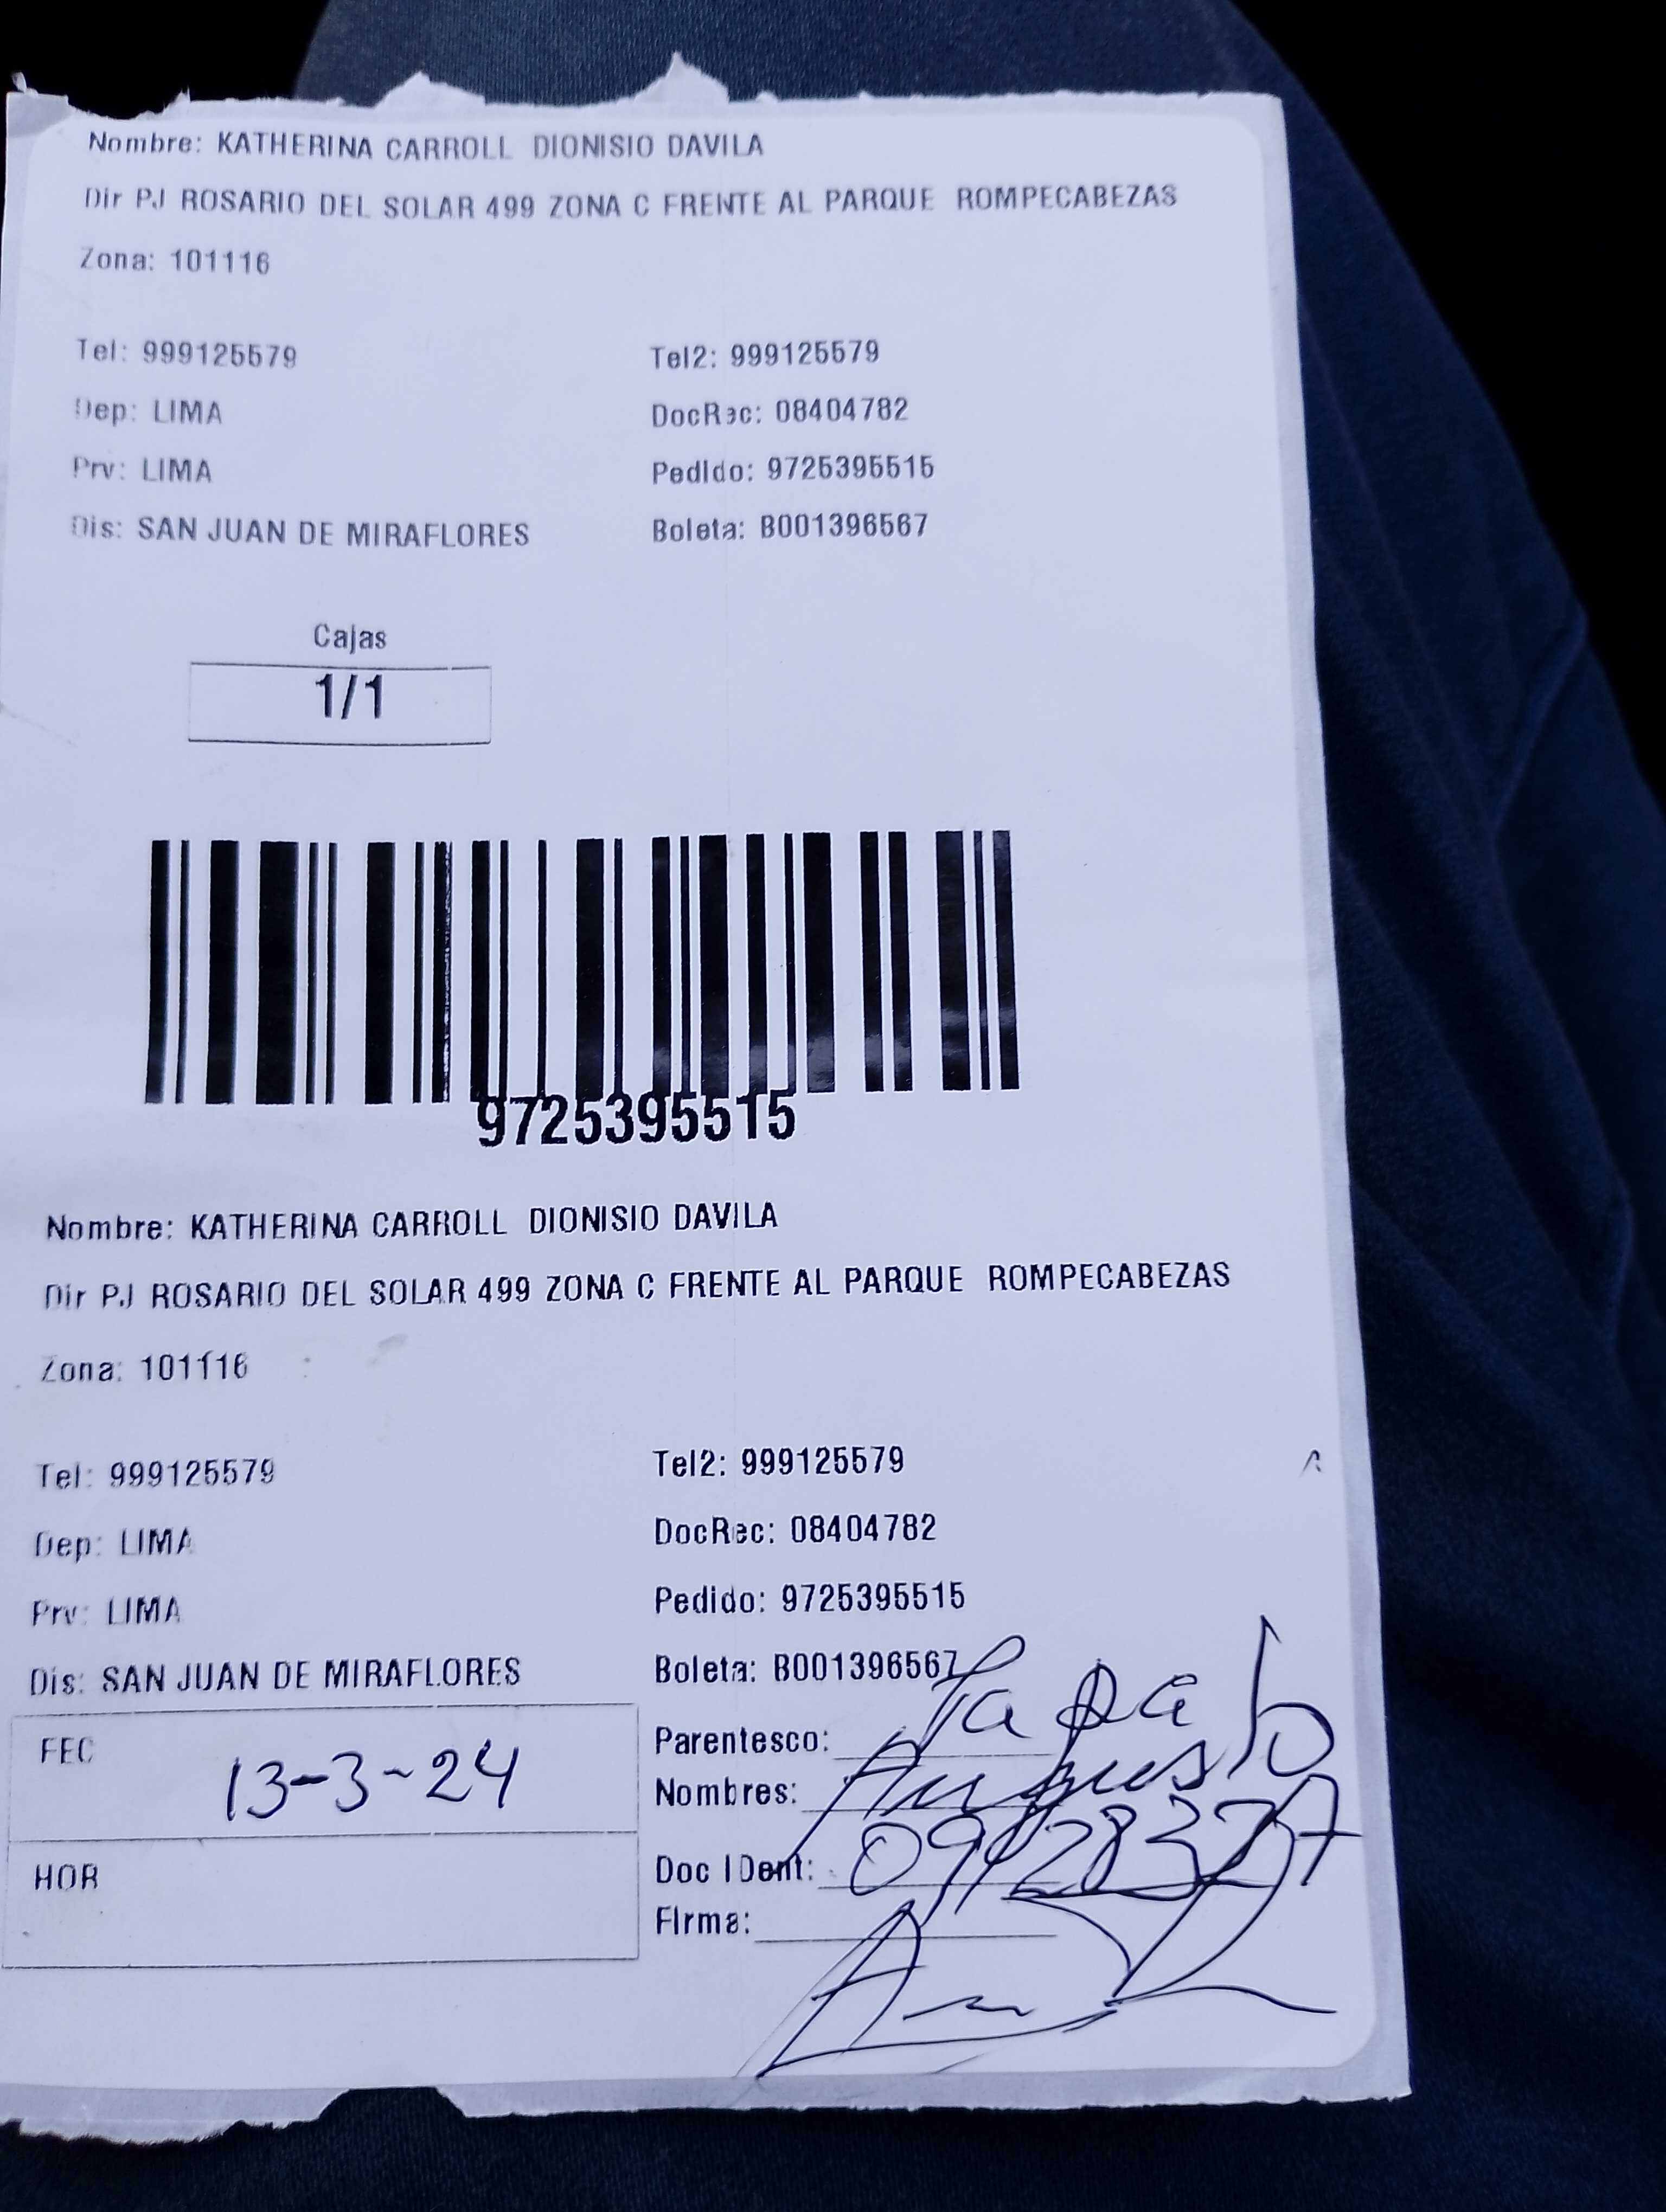 Nombre: KATHERINA CARROLL DIONISIO DAVILA
Dir PJ ROSARIO DEL SOLAR 499 ZONA C FRENTE AL PARQUE ROMPECABEZAS
Zona: 101116
Tel: 999125579 Tel2: 999125579
Dep: LIMA DocRec: 08404782
Prv: LIMA Pedido: 9725395515
Dis: SAN JUAN DE MIRAFLORES Boleta: B001396567
Cajas
1/1
9725395515
Nombre: KATHERINA CARROLL DIONISIO DAVILA
Dir PJ ROSARIO DEL SOLAR 499 ZONA C FRENTE AL PARQUE ROMPECABEZAS
Zona: 101116
Tel: 999125579 Tel2: 999125579
Dep: LIMA DocRec: 08404782
Prv: LIMA Pedido: 9725395515
Dis: SAN JUAN DE MIRAFLORES Boleta: B001396567
FEC 13-3-24 Parentesco: Papa
Nombres: Augusto
HOR Doc IDent:
Firma: